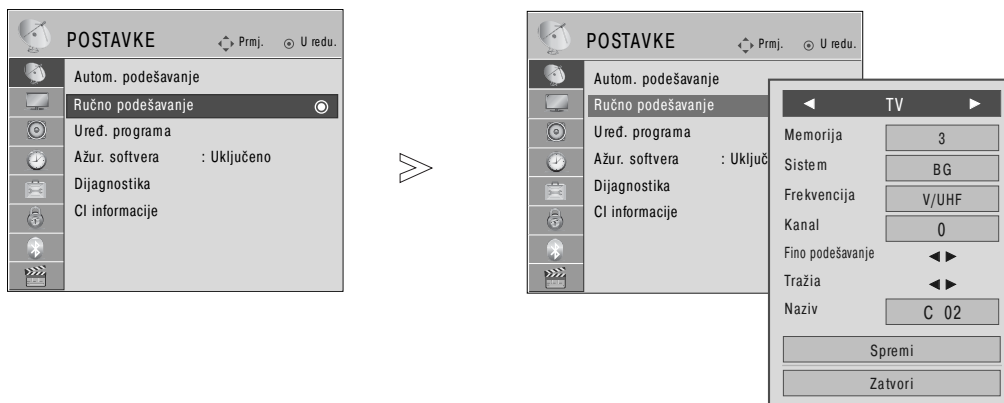 POSTAVKE Prmj. U redu.
Autom. podešavanje
Ručno podešavanje
Uređ. programa
Ažur. softvera : Uključeno
Dijagnostika
CI informacije
POSTAVKE Prmj. U redu.
Autom. podešavanje
Ručno podešavanje
Uređ. programa
Ažur. softvera : Uključ
Dijagnostika
CI informacije
◄ TV ►
Memorija 3
Sistem BG
Frekvencija V/UHF
Kanal 0
Fino podešavanje ◄►
Tražia ◄►
Naziv C 02
Spremi
Zatvori